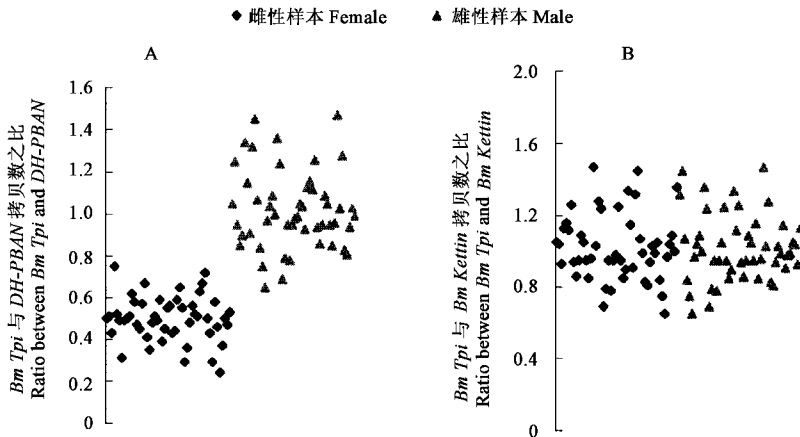 雌性样本 Female 雄性样本 Male
A
Bm Tpi 与 DH-PBAN 拷贝数之比
Ratio between Bm Tpi and DH-PBAN
1.6
1.4
1.2
1.0
0.8
0.6
0.4
0.2
0
B
Bm Tpi 与 Bm Kettin 拷贝数之比
Ratio between Bm Tpi and Bm Kettin
2.0
1.6
1.2
0.8
0.4
0